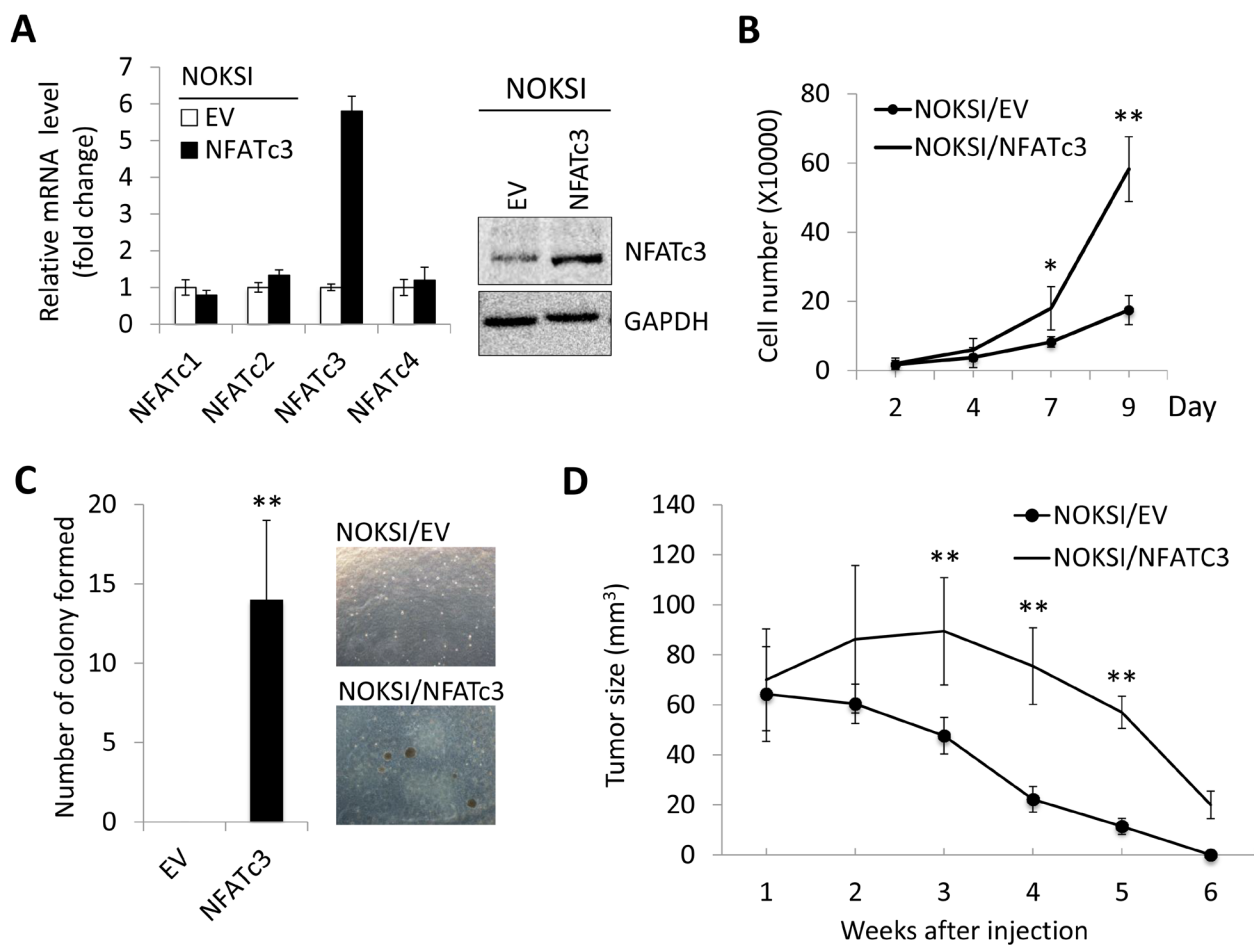 A
Relative mRNA level
(fold change)
7
6
5
4
3
2
1
0
NOKSI
EV
NFATc3
NFATc1
NFATc2
NFATc3
NFATc4
NOKSI
EV
NFATc3
NFATc3
GAPDH
B
Cell number (X10000)
80
60
40
20
0
NOKSI/EV
NOKSI/NFATc3
*
**
2 4 7 9 Day
C
Number of colony formed
20
15
10
5
0
**
EV
NFATc3
NOKSI/EV
NOKSI/NFATc3
D
Tumor size (mm³)
140
120
100
80
60
40
20
0
NOKSI/EV
NOKSI/NFATC3
**
**
**
1 2 3 4 5 6
Weeks after injection